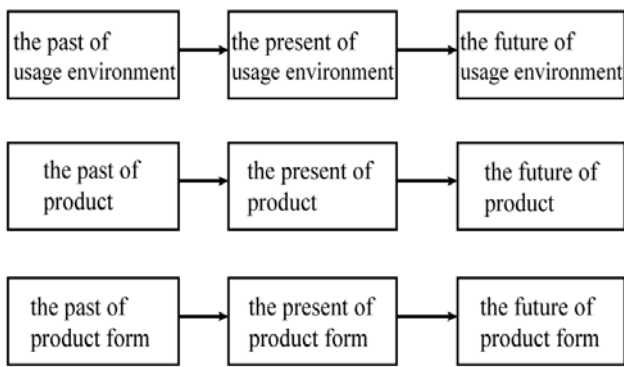 the past of
usage environment
the present of
usage environment
the future of
usage environment
the past of
product
the present of
product
the future of
product
the past of
product form
the present of
product form
the future of
product form